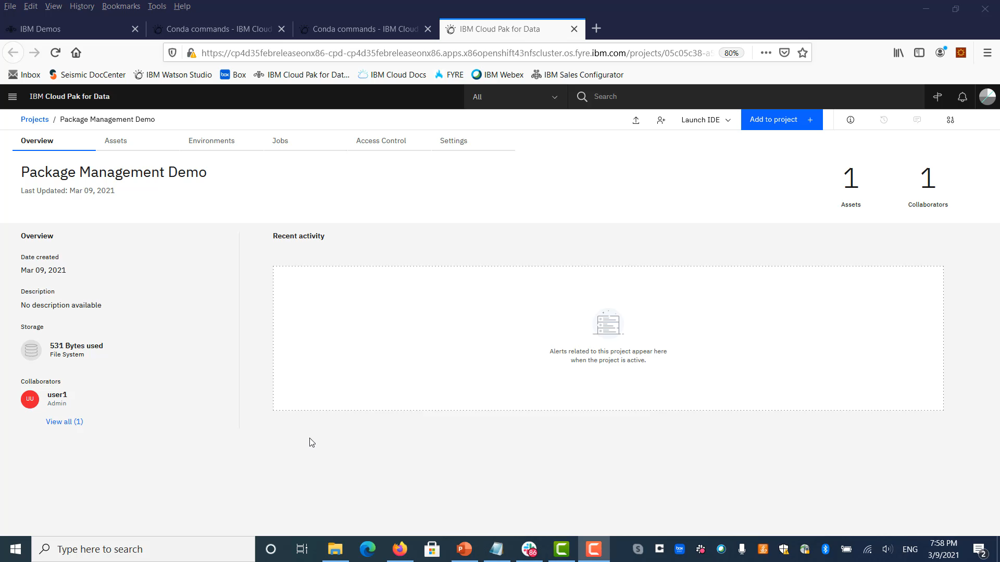 File Edit View History Bookmarks Tools Help
IBM Demos
Conda commands - IBM Cloud
Conda commands - IBM Cloud
IBM Cloud Pak for Data
https://cp4d35febreleaseonx86-cpd-cp4d35febreleaseonx86.apps.x86openshift43nfscluster.os.fyre.ibm.com/projects/05c05c38-a5
80%
Inbox
Seismic DocCenter
IBM Watson Studio
box
Box
IBM Cloud Pak for Dat...
IBM Cloud Docs
FYRE
IBM Webex
IBM Sales Configurator
IBM Cloud Pak for Data
All
Search
Projects / Package Management Demo
Launch IDE
Add to project +
Overview
Assets
Environments
Jobs
Access Control
Settings
Package Management Demo
Last Updated: Mar 09, 2021
1
Assets
1
Collaborators
Overview
Date created
Mar 09, 2021
Description
No description available
Storage
531 Bytes used
File System
Collaborators
UU
user1
Admin
View all (1)
Recent activity
Alerts related to this project appear here
when the project is active.
Type here to search
86
ENG
7:58 PM
3/9/2021
2